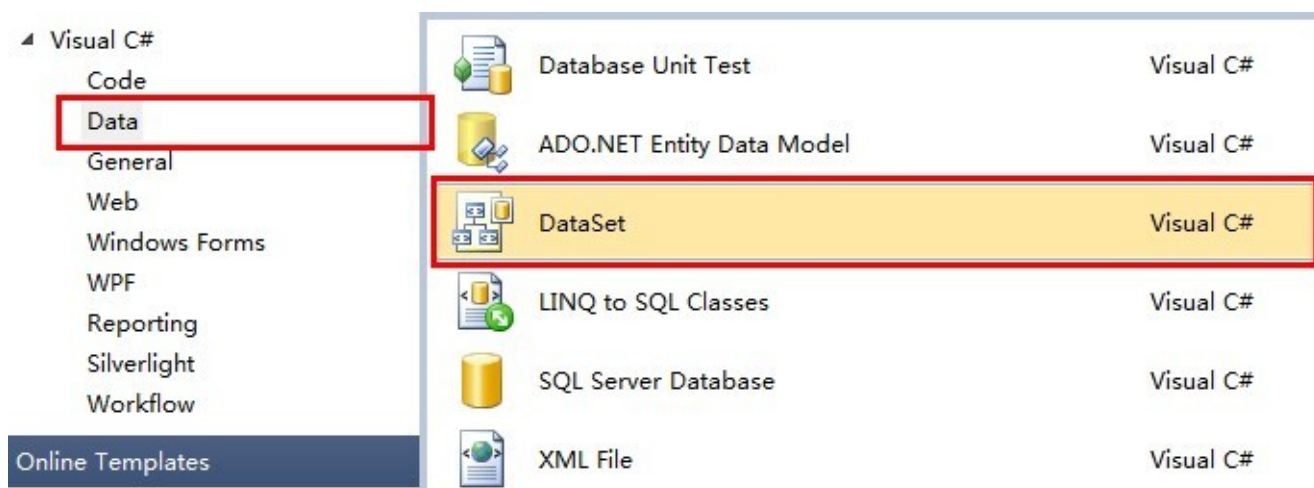 Visual C#
Code
Data
General
Web
Windows Forms
WPF
Reporting
Silverlight
Workflow
Online Templates
Database Unit Test Visual C#
ADO.NET Entity Data Model Visual C#
DataSet Visual C#
LINQ to SQL Classes Visual C#
SQL Server Database Visual C#
XML File Visual C#